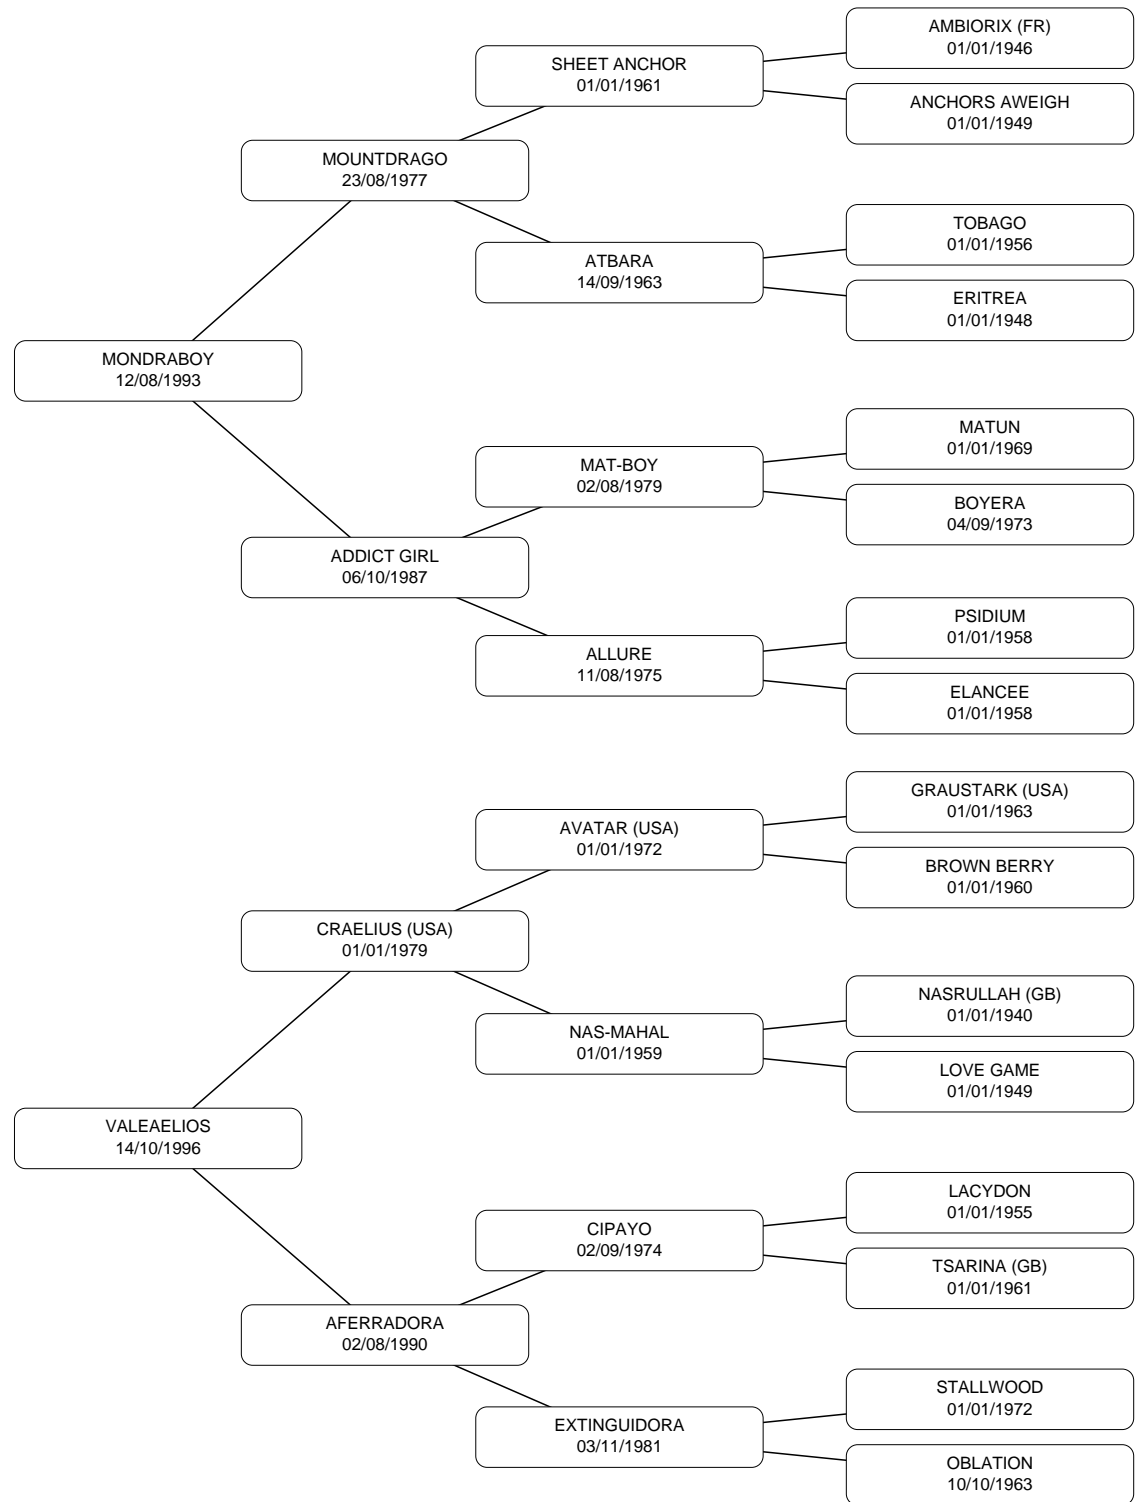 AMBIORIX (FR)
01/01/1946
SHEET ANCHOR
01/01/1961
ANCHORS AWEIGH
01/01/1949
MOUNTDRAGO
23/08/1977
TOBAGO
01/01/1956
ATBARA
14/09/1963
ERITREA
01/01/1948
MONDRABOY
12/08/1993
MATUN
01/01/1969
MAT-BOY
02/08/1979
BOYERA
04/09/1973
ADDICT GIRL
06/10/1987
PSIDIUM
01/01/1958
ALLURE
11/08/1975
ELANCEE
01/01/1958
GRAUSTARK (USA)
01/01/1963
AVATAR (USA)
01/01/1972
BROWN BERRY
01/01/1960
CRAELIUS (USA)
01/01/1979
NASRULLAH (GB)
01/01/1940
NAS-MAHAL
01/01/1959
LOVE GAME
01/01/1949
VALEAELIOS
14/10/1996
LACYDON
01/01/1955
CIPAYO
02/09/1974
TSARINA (GB)
01/01/1961
AFERRADORA
02/08/1990
STALLWOOD
01/01/1972
EXTINGUIDORA
03/11/1981
OBLATION
10/10/1963